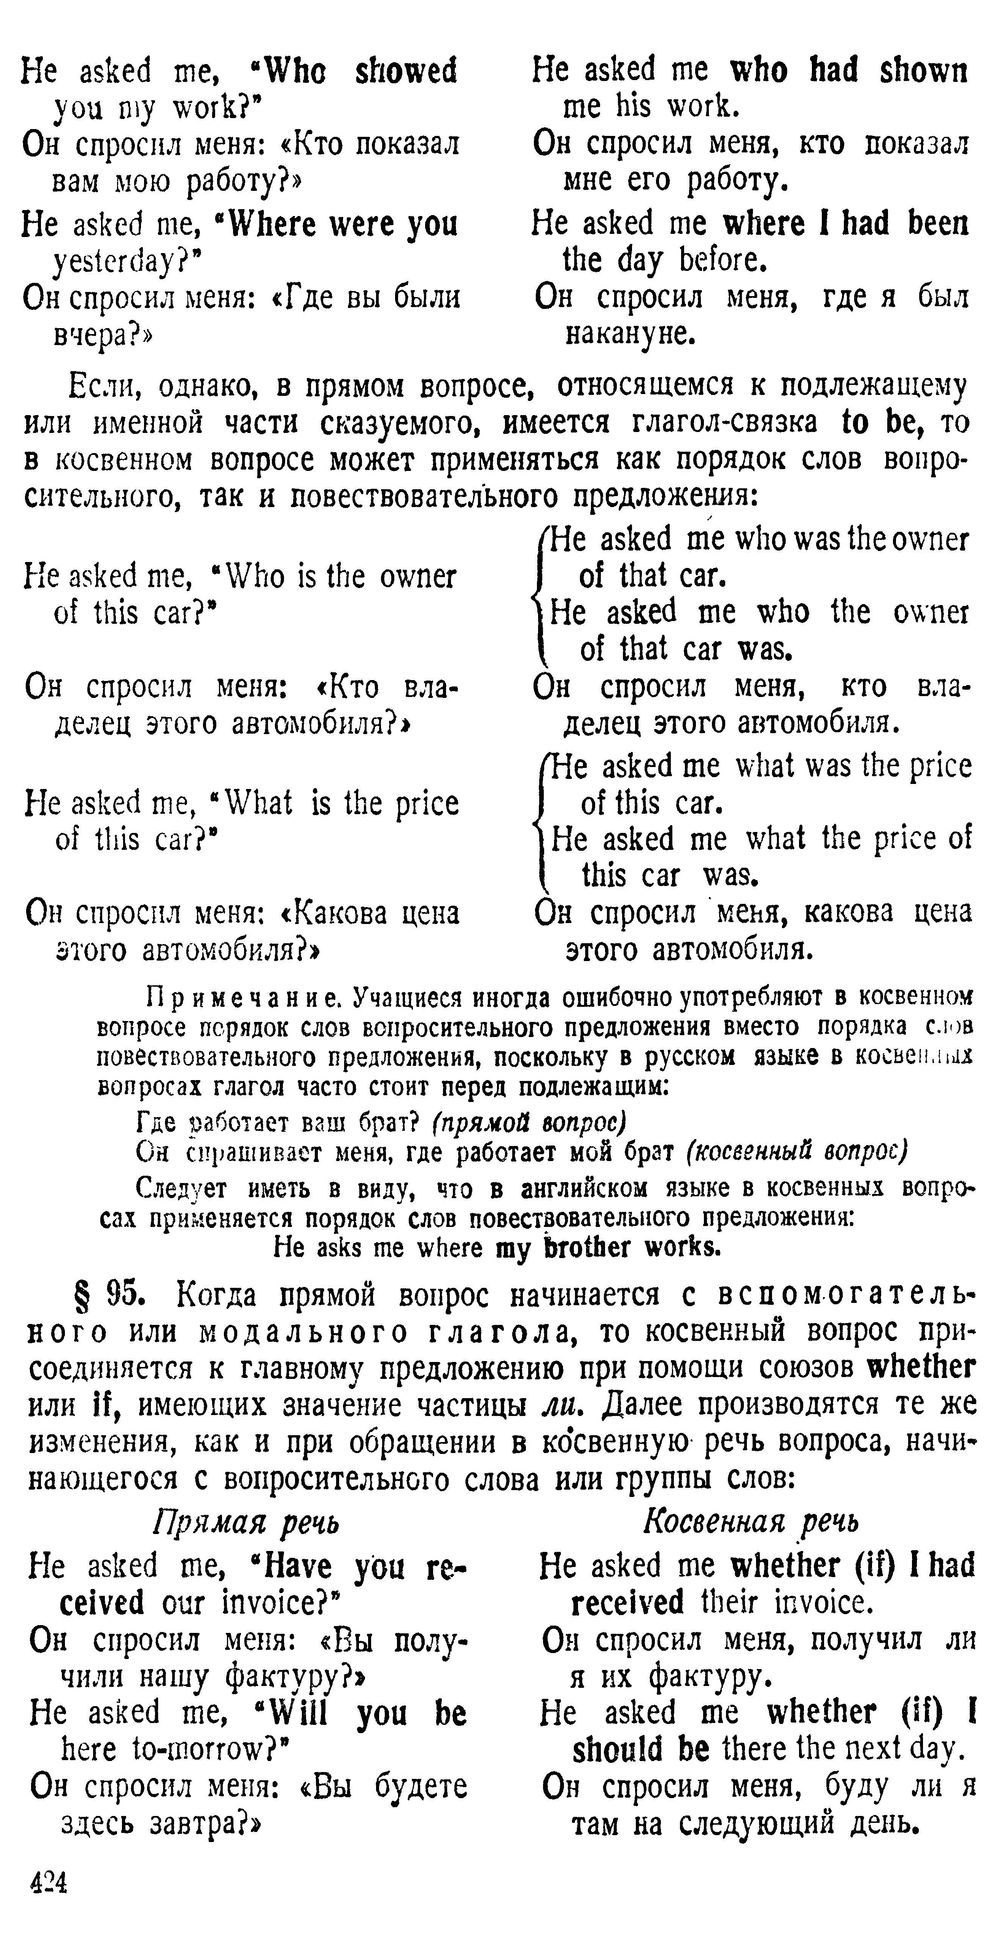 He asked me, “Who showed
you my work?”
Он спросил меня: «Кто показал
вам мою работу?»
He asked me, “Where were you
yesterday?”
Он спросил меня: «Где вы были
вчера?»
He asked me who had shown
me his work.
Он спросил меня, кто показал
мне его работу.
He asked me where I had been
the day before.
Он спросил меня, где я был
накануне.
Если, однако, в прямом вопросе, относящемся к подлежащему
или именной части сказуемого, имеется глагол-связка to be, то
в косвенном вопросе может применяться как порядок слов вопро-
сительного, так и повествовательного предложения:
He asked me, “Who is the owner
of this car?”
Он спросил меня: «Кто вла-
делец этого автомобиля?»
He asked me, “What is the price
of this car?”
Он спросил меня: «Какова цена
этого автомобиля?»
He asked me who was the owner
of that car.
He asked me who the owner
of that car was.
Он спросил меня, кто вла-
делец этого автомобиля.
He asked me what was the price
of this car.
He asked me what the price of
this car was.
Он спросил меня, какова цена
этого автомобиля.
Примечание. Учащиеся иногда ошибочно употребляют в косвенном
вопросе порядок слов вопросительного предложения вместо порядка слов
повествовательного предложения, поскольку в русском языке в косвенных
вопросах глагол часто стоит перед подлежащим:
Где работает ваш брат? (прямой вопрос)
Он спрашивает меня, где работает мой брат (косвенный вопрос)
Следует иметь в виду, что в английском языке в косвенных вопро-
сах применяется порядок слов повествовательного предложения:
He asks me where my brother works.
§ 95. Когда прямой вопрос начинается с вспомогатель-
ного или модального глагола, то косвенный вопрос при-
соединяется к главному предложению при помощи союзов whether
или if, имеющих значение частицы ли. Далее производятся те же
изменения, как и при обращении в косвенную речь вопроса, начи-
нающегося с вопросительного слова или группы слов:
Прямая речь
He asked me, “Have you re-
ceived our invoice?”
Он спросил меня: «Вы полу-
чили нашу фактуру?»
He asked me, “Will you be
here to-morrow?”
Он спросил меня: «Вы будете
здесь завтра?»
Косвенная речь
He asked me whether (if) I had
received their invoice.
Он спросил меня, получил ли
я их фактуру.
He asked me whether (if) I
should be there the next day.
Он спросил меня, буду ли я
там на следующий день.
424